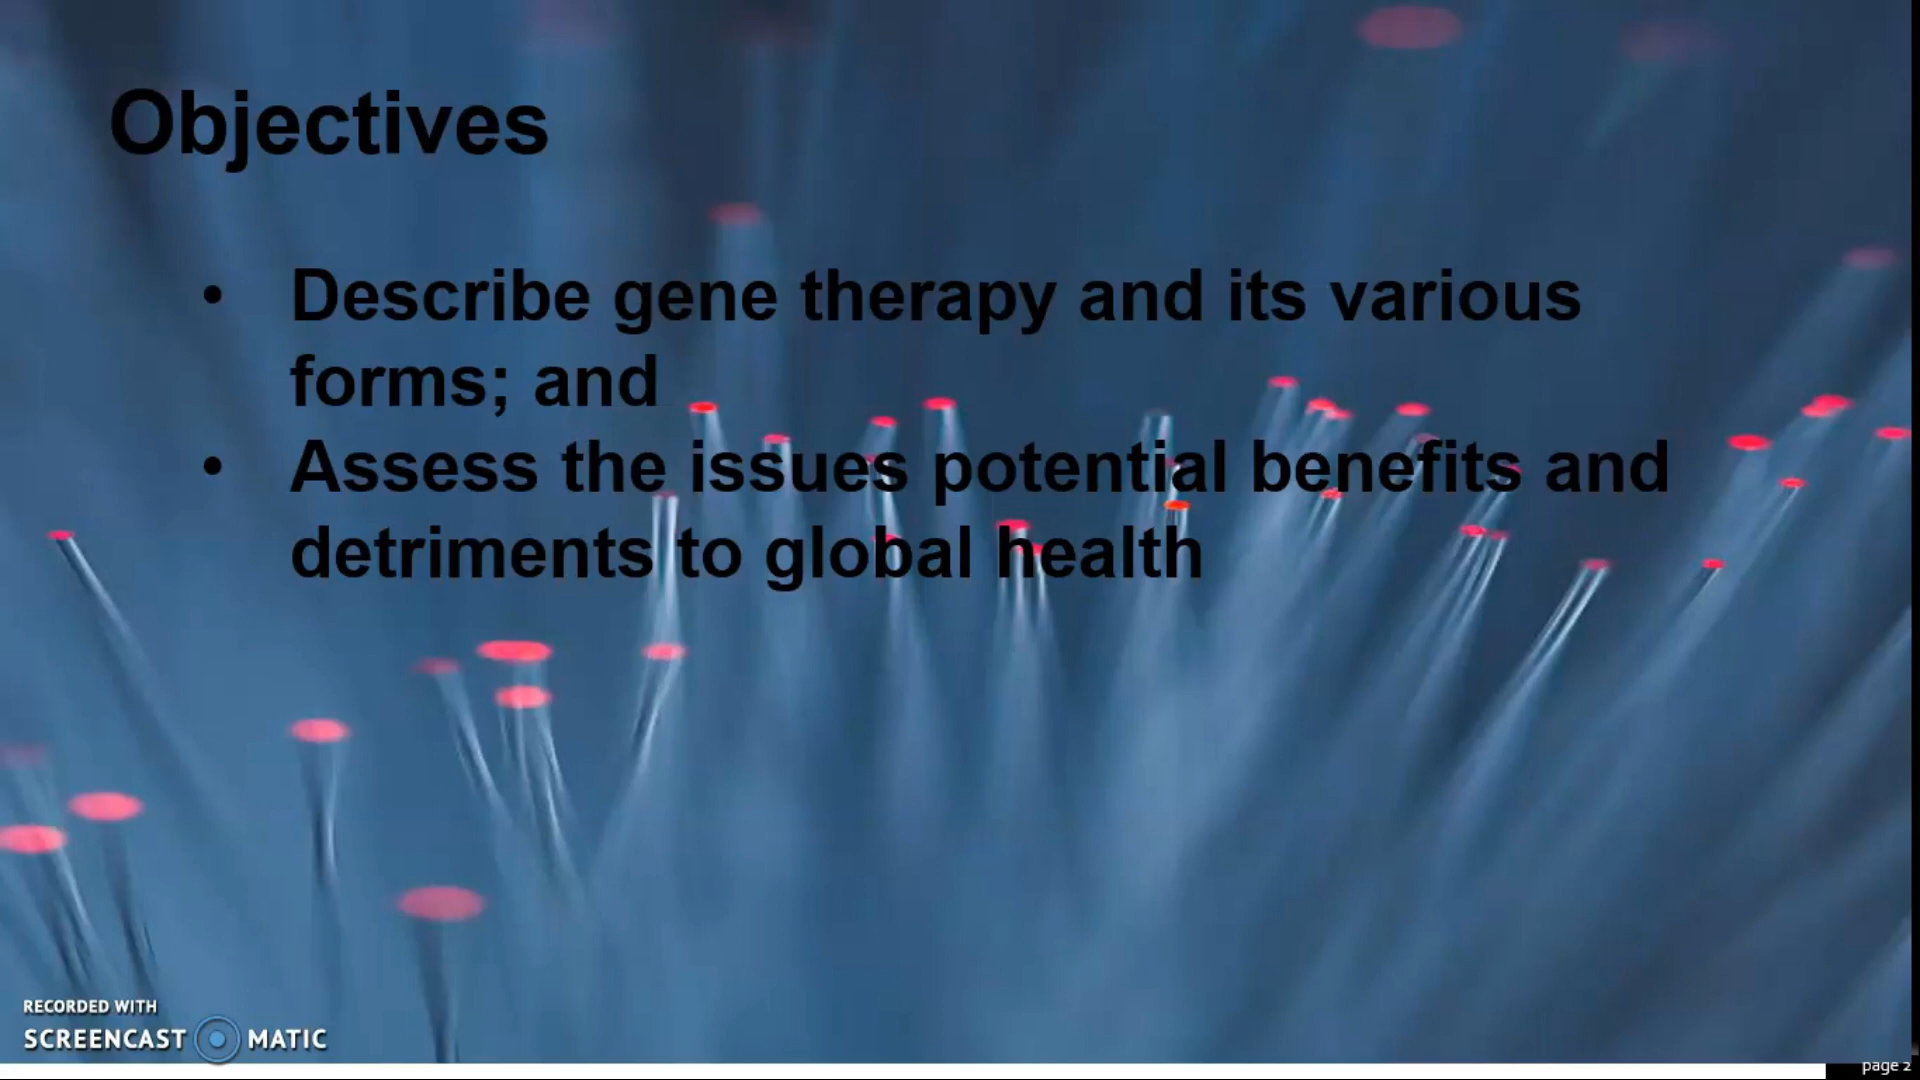 Objectives
• Describe gene therapy and its various
forms; and
• Assess the issues potential benefits and
detriments to global health
RECORDED WITH
SCREENCAST MATIC
page 2